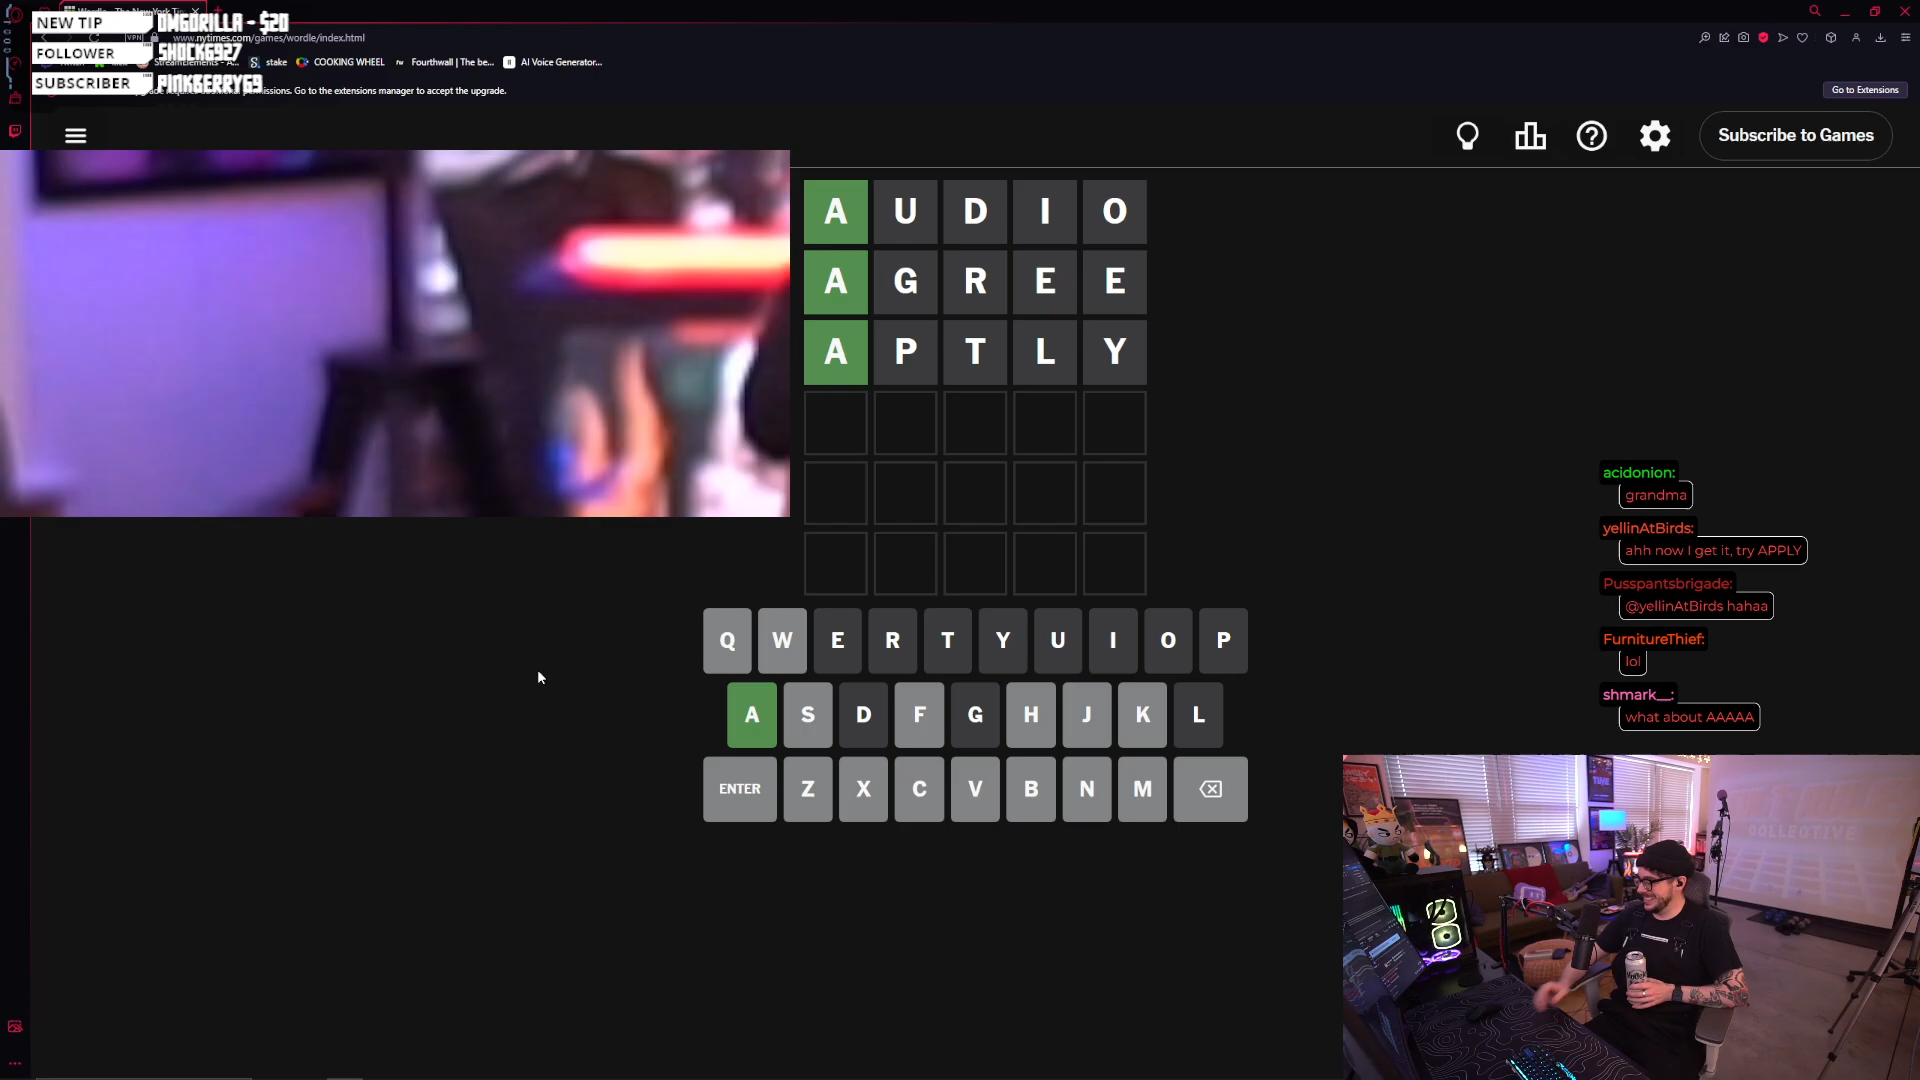 NEW TIP OMGORILLA - $20
FOLLOWER SHOCK6927
SUBSCRIBER PINKBERRY69
VPN www.nytimes.com/games/wordle/index.html
stake COOKING WHEEL Fourthwall | The be... AI Voice Generator...
missions. Go to the extensions manager to accept the upgrade.
Go to Extensions
Subscribe to Games
A U D I O
A G R E E
A P T L Y
Q W E R T Y U I O P
A S D F G H J K L
ENTER Z X C V B N M
acidonion:
grandma
yellinAtBirds:
ahh now I get it, try APPLY
Pusspantsbrigade:
@yellinAtBirds hahaa
FurnitureThief:
lol
shmark__:
what about AAAAA
COLLECTIVE